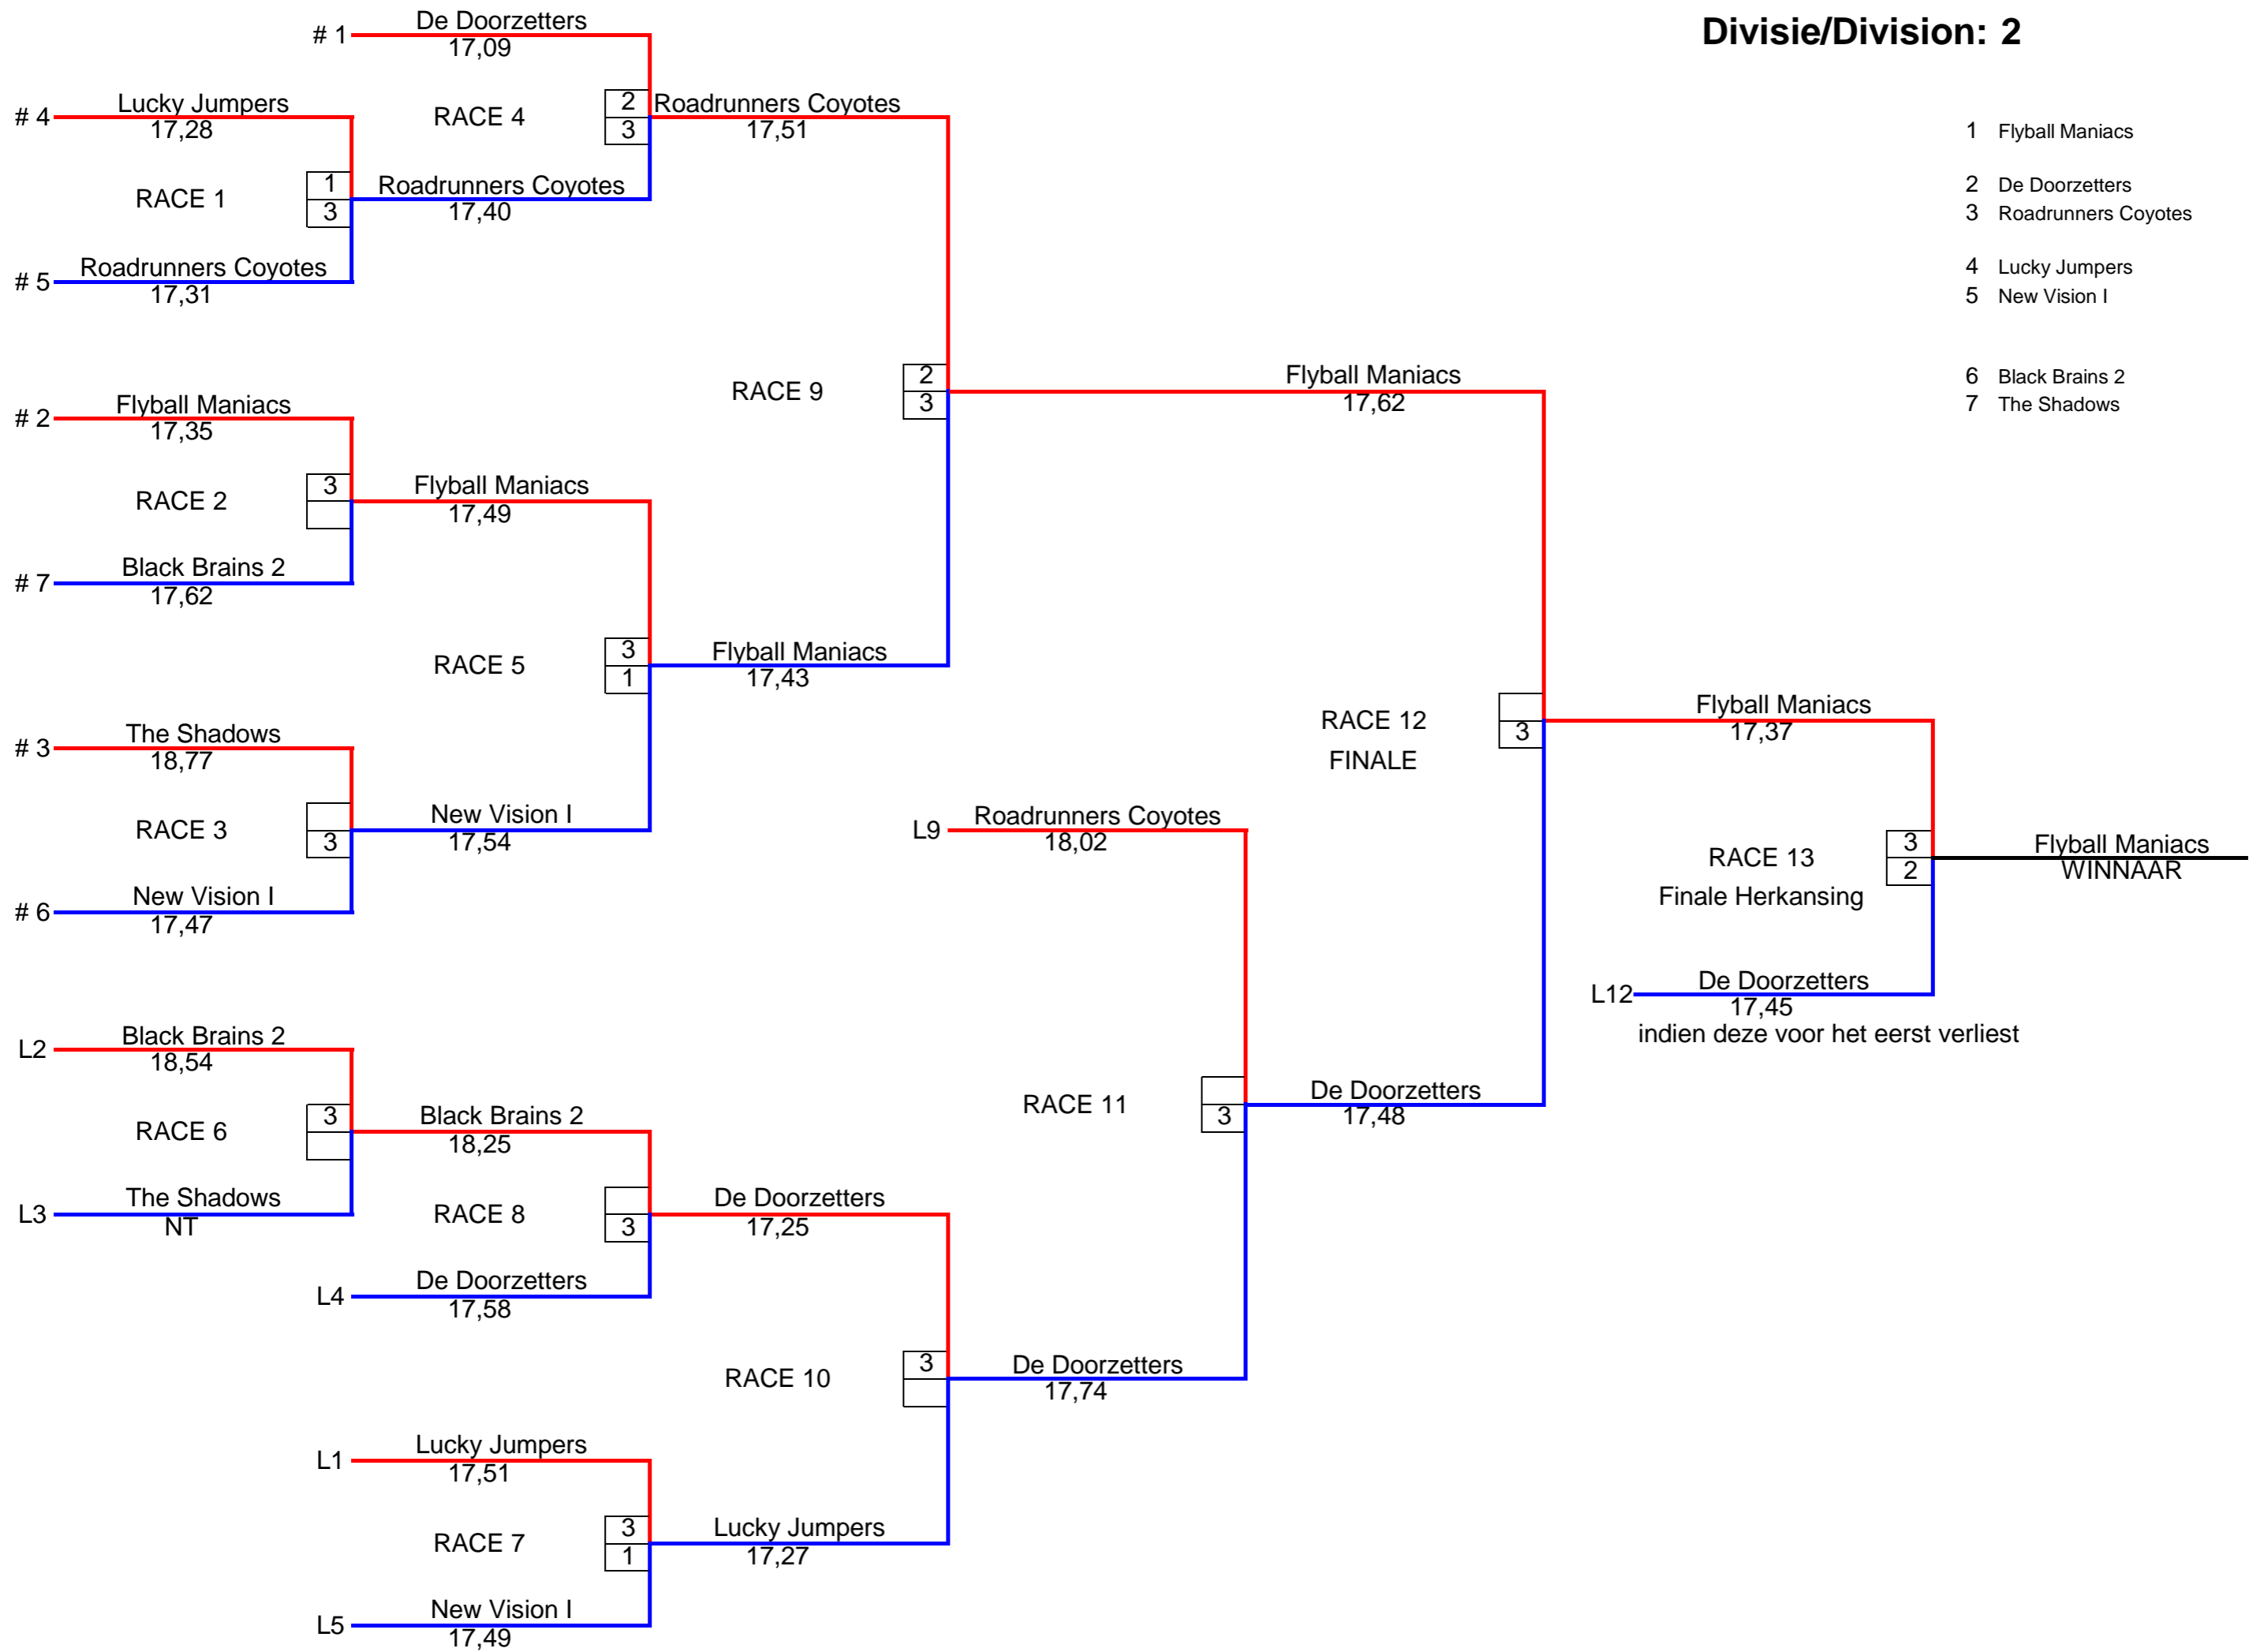 Divisie/Division: 2
1 Flyball Maniacs
2 De Doorzetters
3 Roadrunners Coyotes
4 Lucky Jumpers
5 New Vision I
6 Black Brains 2
7 The Shadows
# 1 De Doorzetters
17,09
# 4 Lucky Jumpers
17,28
RACE 4
2
3
Roadrunners Coyotes
17,51
RACE 1
1
3
Roadrunners Coyotes
17,40
# 5 Roadrunners Coyotes
17,31
# 2 Flyball Maniacs
17,35
RACE 9
2
3
Flyball Maniacs
17,62
RACE 2
3
Flyball Maniacs
17,49
# 7 Black Brains 2
17,62
RACE 5
3
1
Flyball Maniacs
17,43
# 3 The Shadows
18,77
RACE 12
FINALE
3
Flyball Maniacs
17,37
RACE 3
3
New Vision I
17,54
L9 Roadrunners Coyotes
18,02
RACE 13
Finale Herkansing
3
2
Flyball Maniacs
WINNAAR
# 6 New Vision I
17,47
L12 De Doorzetters
17,45
indien deze voor het eerst verliest
L2 Black Brains 2
18,54
RACE 11
3
De Doorzetters
17,48
RACE 6
3
Black Brains 2
18,25
L3 The Shadows
NT
RACE 8
3
De Doorzetters
17,25
L4 De Doorzetters
17,58
RACE 10
3
De Doorzetters
17,74
L1 Lucky Jumpers
17,51
RACE 7
3
1
Lucky Jumpers
17,27
L5 New Vision I
17,49